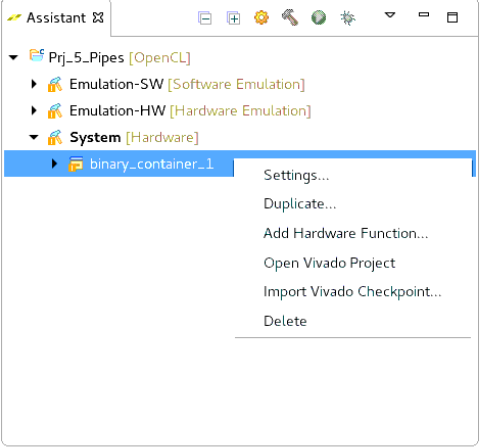 Assistant
Prj_5_Pipes [OpenCL]
Emulation-SW [Software Emulation]
Emulation-HW [Hardware Emulation]
System [Hardware]
binary_container_1
Settings...
Duplicate...
Add Hardware Function...
Open Vivado Project
Import Vivado Checkpoint...
Delete